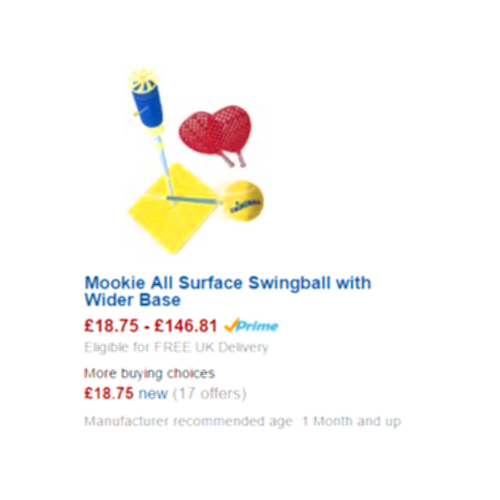 SWINGBALL
Mookie All Surface Swingball with
Wider Base
£18.75 - £146.81 Prime
Eligible for FREE UK Delivery
More buying choices
£18.75 new (17 offers)
Manufacturer recommended age: 1 Month and up